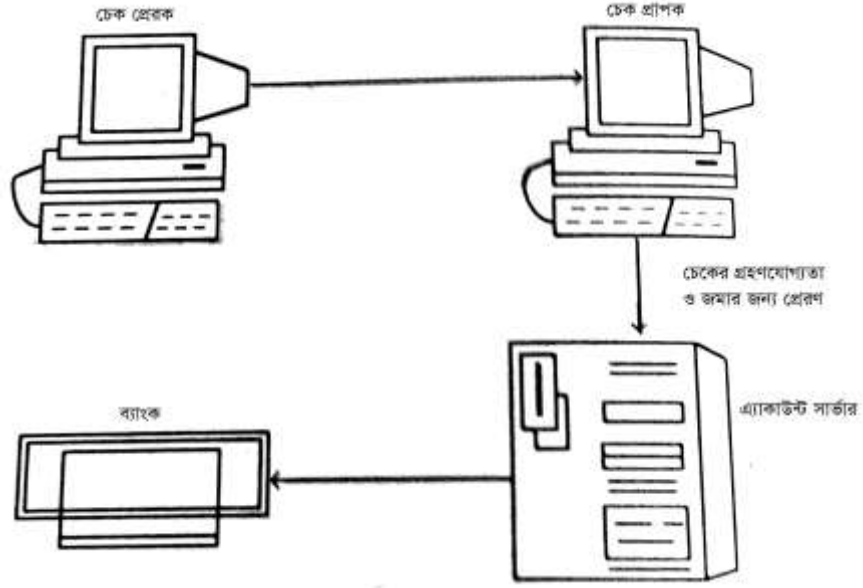 চেক প্রেরক
চেক প্রাপক
চেকের গ্রহণযোগ্যতা
ও জমার জন্য প্রেরণ
এ্যাকাউন্ট সার্ভার
ব্যাংক